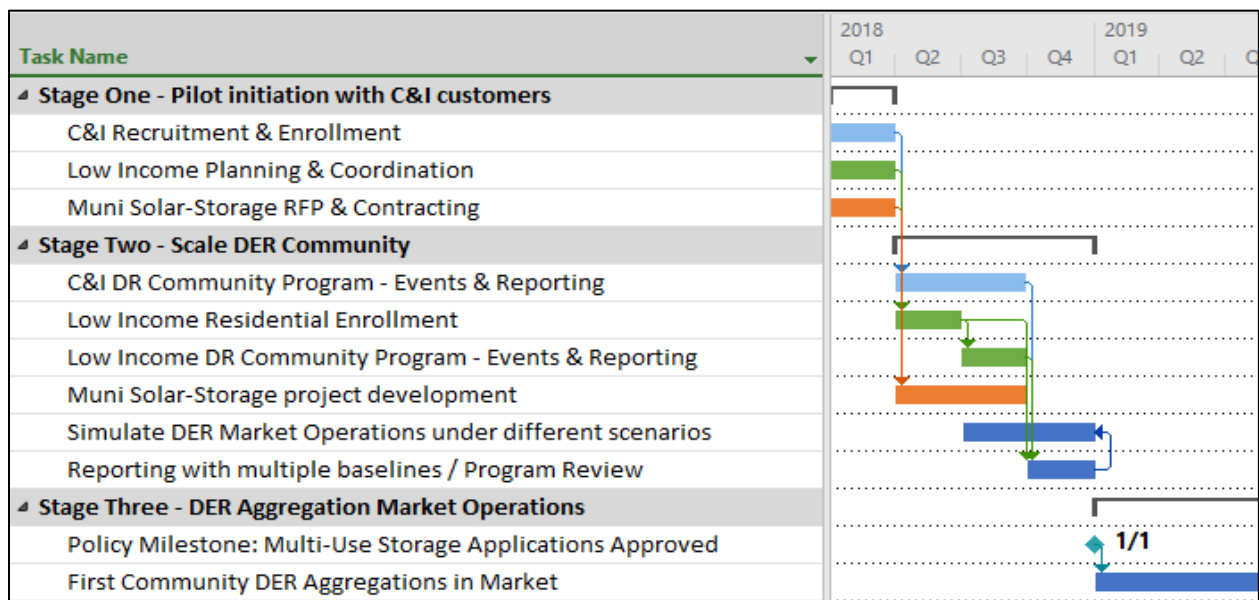 2018 2019
Task Name Q1 Q2 Q3 Q4 Q1 Q2
Stage One - Pilot initiation with C&I customers
C&I Recruitment & Enrollment
Low Income Planning & Coordination
Muni Solar-Storage RFP & Contracting
Stage Two - Scale DER Community
C&I DR Community Program - Events & Reporting
Low Income Residential Enrollment
Low Income DR Community Program - Events & Reporting
Muni Solar-Storage project development
Simulate DER Market Operations under different scenarios
Reporting with multiple baselines / Program Review
Stage Three - DER Aggregation Market Operations
Policy Milestone: Multi-Use Storage Applications Approved 1/1
First Community DER Aggregations in Market